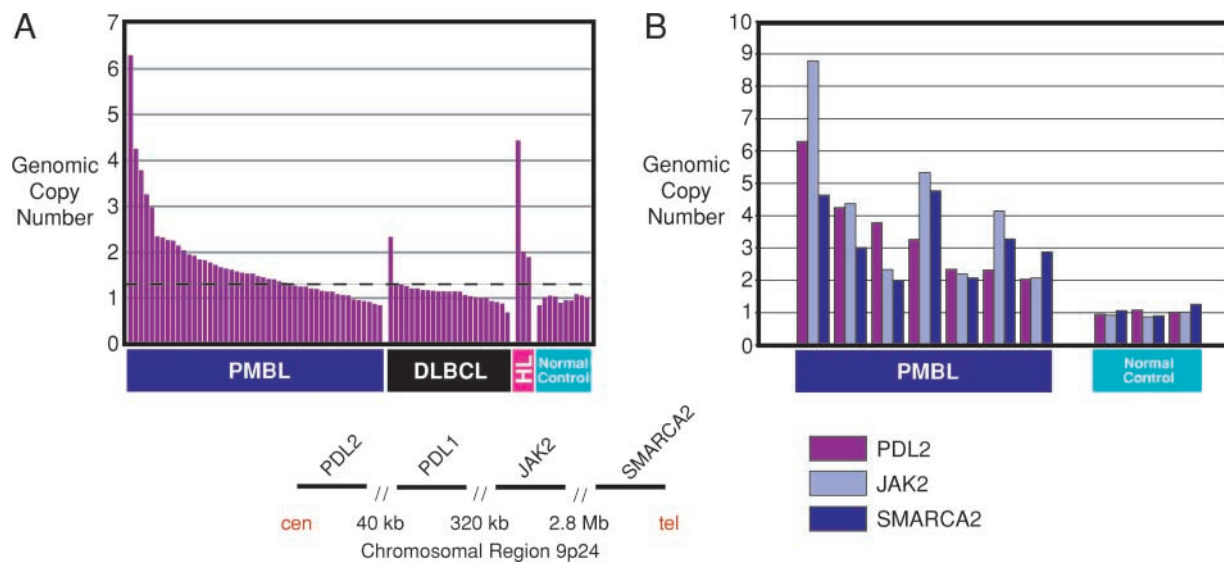 A
7
6
5
4
3
2
1
0
Genomic
Copy
Number
PMBL
DLBCL
HL
Normal
Control
B
10
9
8
7
6
5
4
3
2
1
0
Genomic
Copy
Number
PMBL
Normal
Control
PDL2
PDL1
JAK2
SMARCA2
// // //
cen 40 kb 320 kb 2.8 Mb tel
Chromosomal Region 9p24
PDL2
JAK2
SMARCA2